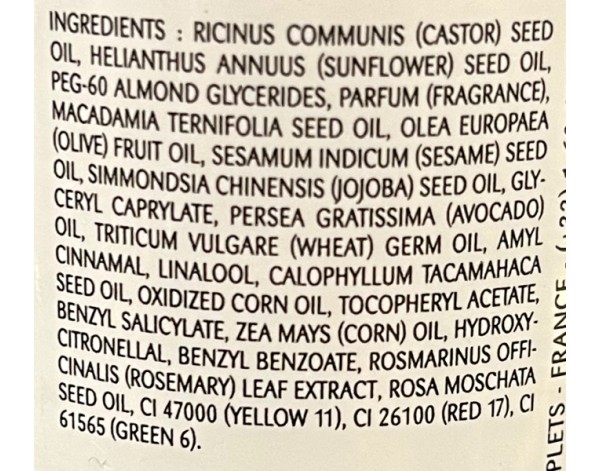 INGREDIENTS : RICINUS COMMUNIS (CASTOR) SEED
OIL, HELIANTHUS ANNUUS (SUNFLOWER) SEED OIL,
PEG-60 ALMOND GLYCERIDES, PARFUM (FRAGRANCE),
MACADAMIA TERNIFOLIA SEED OIL, OLEA EUROPAEA
(OLIVE) FRUIT OIL, SESAMUM INDICUM (SESAME) SEED
OIL, SIMMONDSIA CHINENSIS (JOJOBA) SEED OIL, GLY-
CERYL CAPRYLATE, PERSEA GRATISSIMA (AVOCADO)
OIL, TRITICUM VULGARE (WHEAT) GERM OIL, AMYL
CINNAMAL, LINALOOL, CALOPHYLLUM TACAMAHACA
SEED OIL, OXIDIZED CORN OIL, TOCOPHERYL ACETATE,
BENZYL SALICYLATE, ZEA MAYS (CORN) OIL, HYDROXY-
CITRONELLAL, BENZYL BENZOATE, ROSMARINUS OFFI-
CINALIS (ROSEMARY) LEAF EXTRACT, ROSA MOSCHATA
SEED OIL, CI 47000 (YELLOW 11), CI 26100 (RED 17), CI
61565 (GREEN 6).
PLETS - FRANCE